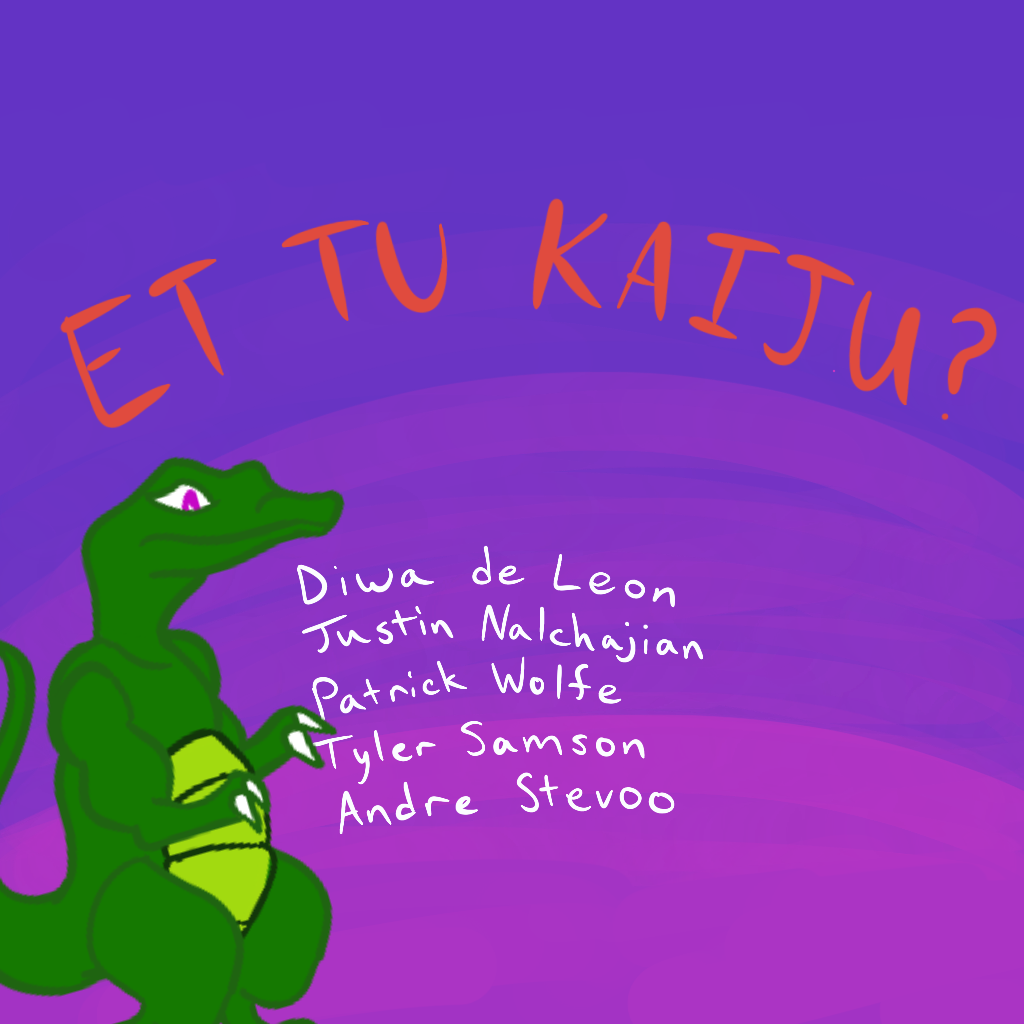 ET TU KAIJU?
Diwa de Leon
Justin Nalchajian
Patrick Wolfe
Tyler Samson
Andre Stevoo